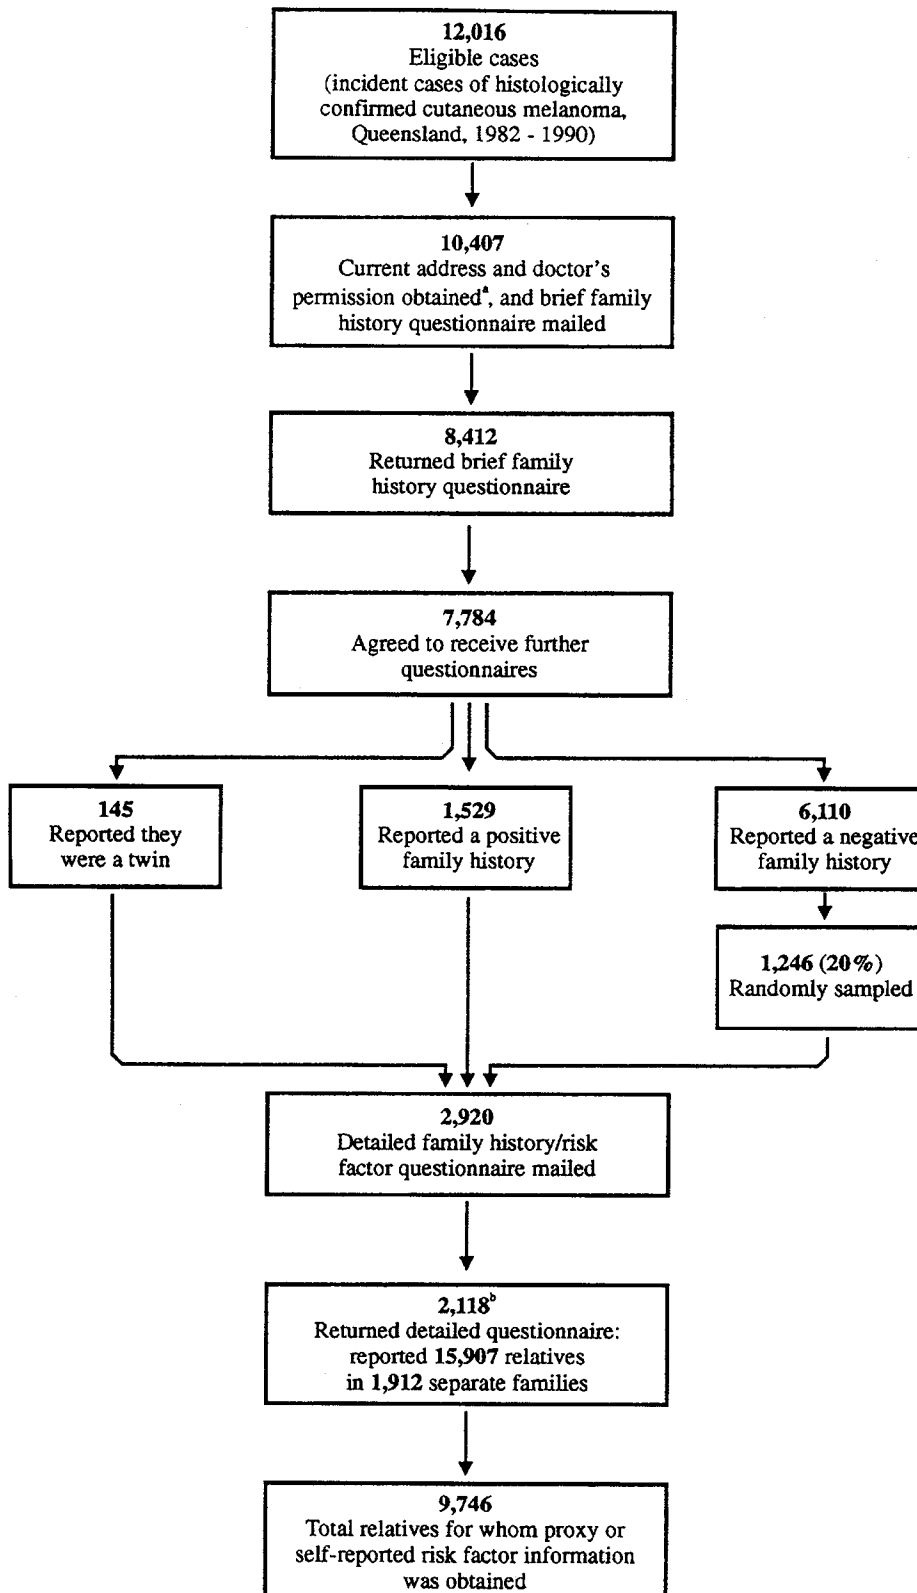 12,016
Eligible cases
(incident cases of histologically
confirmed cutaneous melanoma,
Queensland, 1982 - 1990)
10,407
Current address and doctor's
permission obtainedᵃ, and brief family
history questionnaire mailed
8,412
Returned brief family
history questionnaire
7,784
Agreed to receive further
questionnaires
145
Reported they
were a twin
1,529
Reported a positive
family history
6,110
Reported a negative
family history
1,246 (20%)
Randomly sampled
2,920
Detailed family history/risk
factor questionnaire mailed
2,118ᵇ
Returned detailed questionnaire:
reported 15,907 relatives
in 1,912 separate families
9,746
Total relatives for whom proxy or
self-reported risk factor information
was obtained